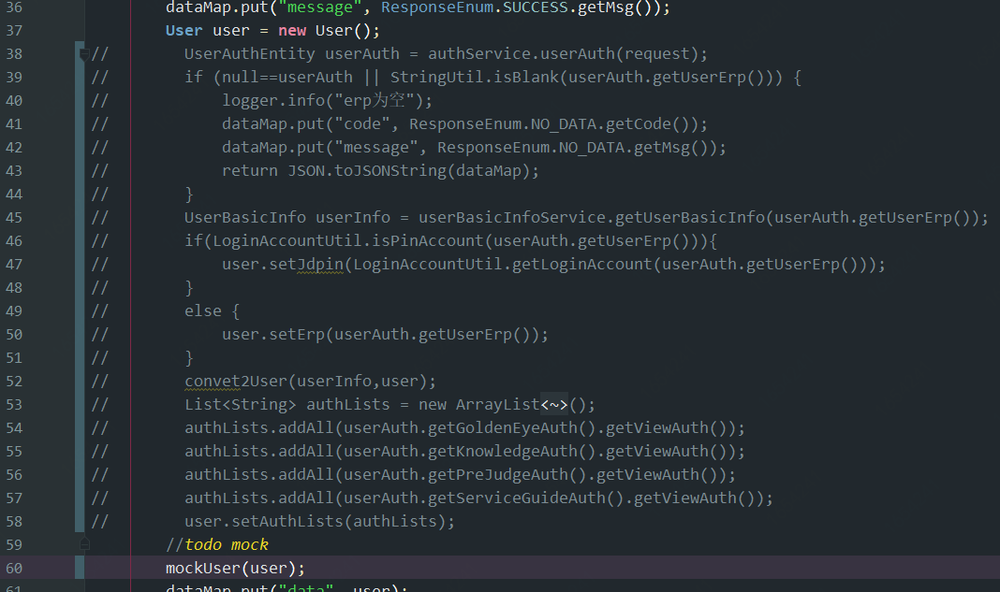 36 dataMap.put("message", ResponseEnum.SUCCESS.getMsg());
37 User user = new User();
38 // UserAuthEntity userAuth = authService.userAuth(request);
39 // if (null==userAuth || StringUtil.isBlank(userAuth.getUserErp())) {
40 // logger.info("erp为空");
41 // dataMap.put("code", ResponseEnum.NO_DATA.getCode());
42 // dataMap.put("message", ResponseEnum.NO_DATA.getMsg());
43 // return JSON.toJSONString(dataMap);
44 // }
45 // UserBasicInfo userInfo = userBasicInfoService.getUserBasicInfo(userAuth.getUserErp());
46 // if(LoginAccountUtil.isPinAccount(userAuth.getUserErp())){
47 // user.setJdpin(LoginAccountUtil.getLoginAccount(userAuth.getUserErp()));
48 // }
49 // else {
50 // user.setErp(userAuth.getUserErp());
51 // }
52 // convet2User(userInfo,user);
53 // List<String> authLists = new ArrayList<~>();
54 // authLists.addAll(userAuth.getGoldenEyeAuth().getViewAuth());
55 // authLists.addAll(userAuth.getKnowledgeAuth().getViewAuth());
56 // authLists.addAll(userAuth.getPreJudgeAuth().getViewAuth());
57 // authLists.addAll(userAuth.getServiceGuideAuth().getViewAuth());
58 // user.setAuthLists(authLists);
59 //todo mock
60 mockUser(user);
61 dataMap.put("data", user);